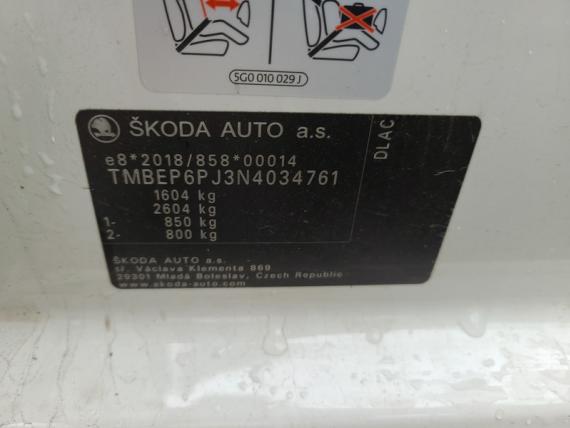 5G0 010 029 J
ŠKODA AUTO a.s.
e8*2018/858*00014
TMBEP6PJ3N4034761
1604 kg
2604 kg
1- 850 kg
2- 800 kg
DLAC
ŠKODA AUTO a.s.
tř. Václava Klementa 869
29301 Mladá Boleslav, Czech Republic
www.skoda-auto.com